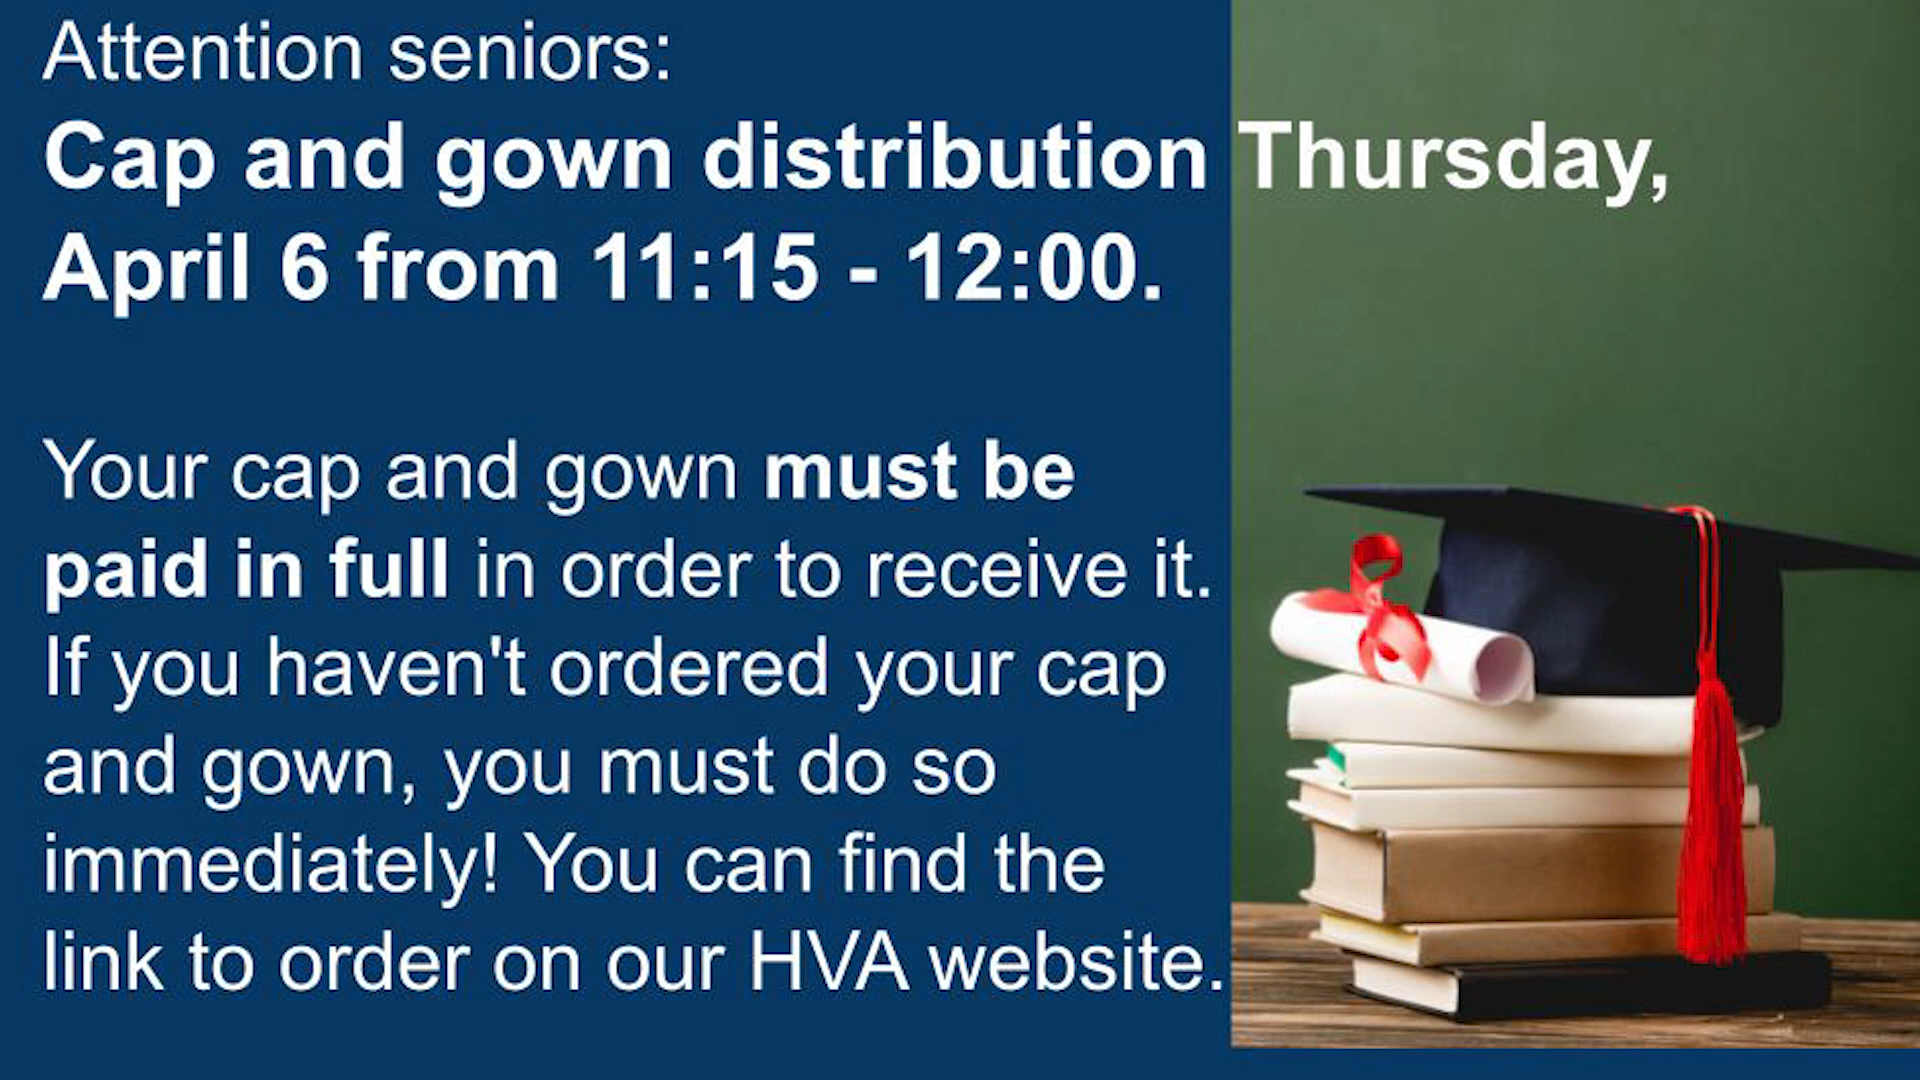 Attention seniors:
Cap and gown distribution Thursday,
April 6 from 11:15 - 12:00.
Your cap and gown must be
paid in full in order to receive it.
If you haven't ordered your cap
and gown, you must do so
immediately! You can find the
link to order on our HVA website.